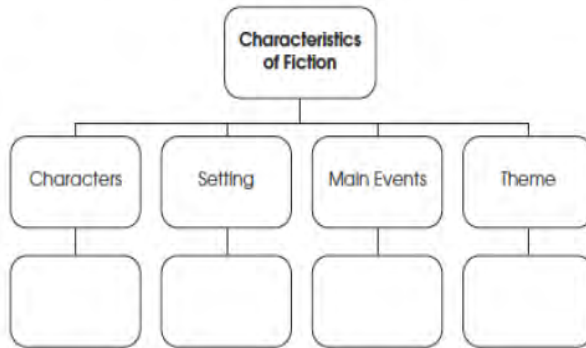 Characteristics
of Fiction
Characters
Setting
Main Events
Theme